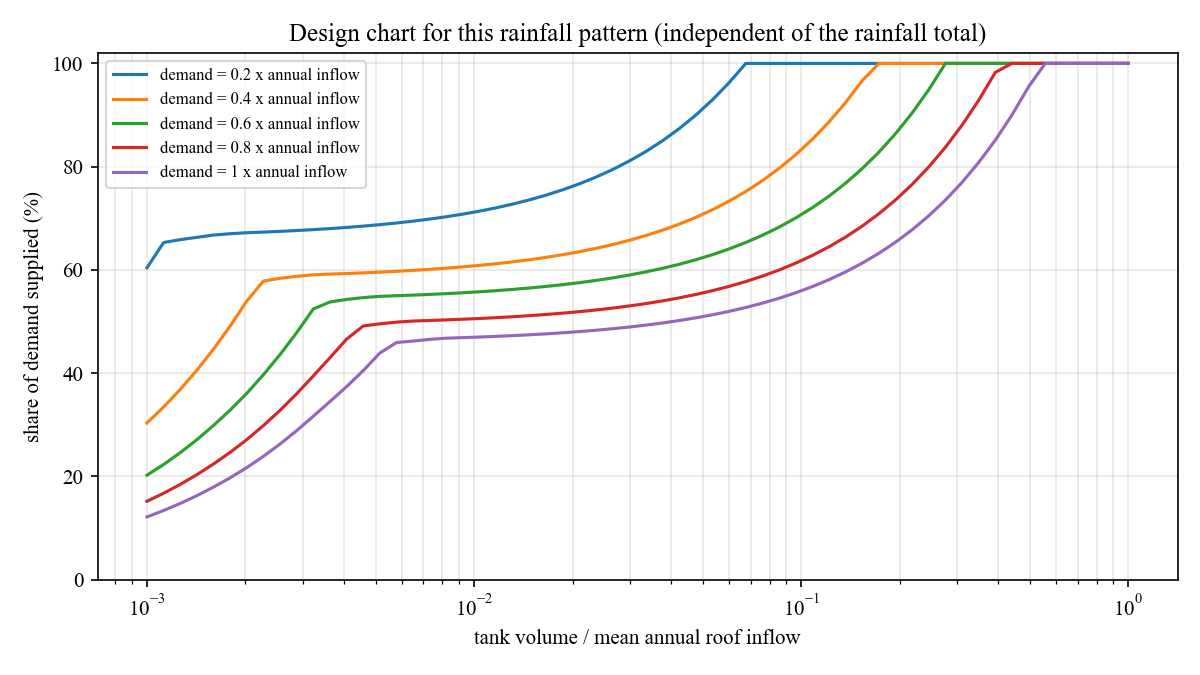 Design chart for this rainfall pattern (independent of the rainfall total)
demand = 0.2 x annual inflow
demand = 0.4 x annual inflow
demand = 0.6 x annual inflow
demand = 0.8 x annual inflow
demand = 1 x annual inflow
share of demand supplied (%)
100
80
60
40
20
0
10⁻³ 10⁻² 10⁻¹ 10⁰
tank volume / mean annual roof inflow